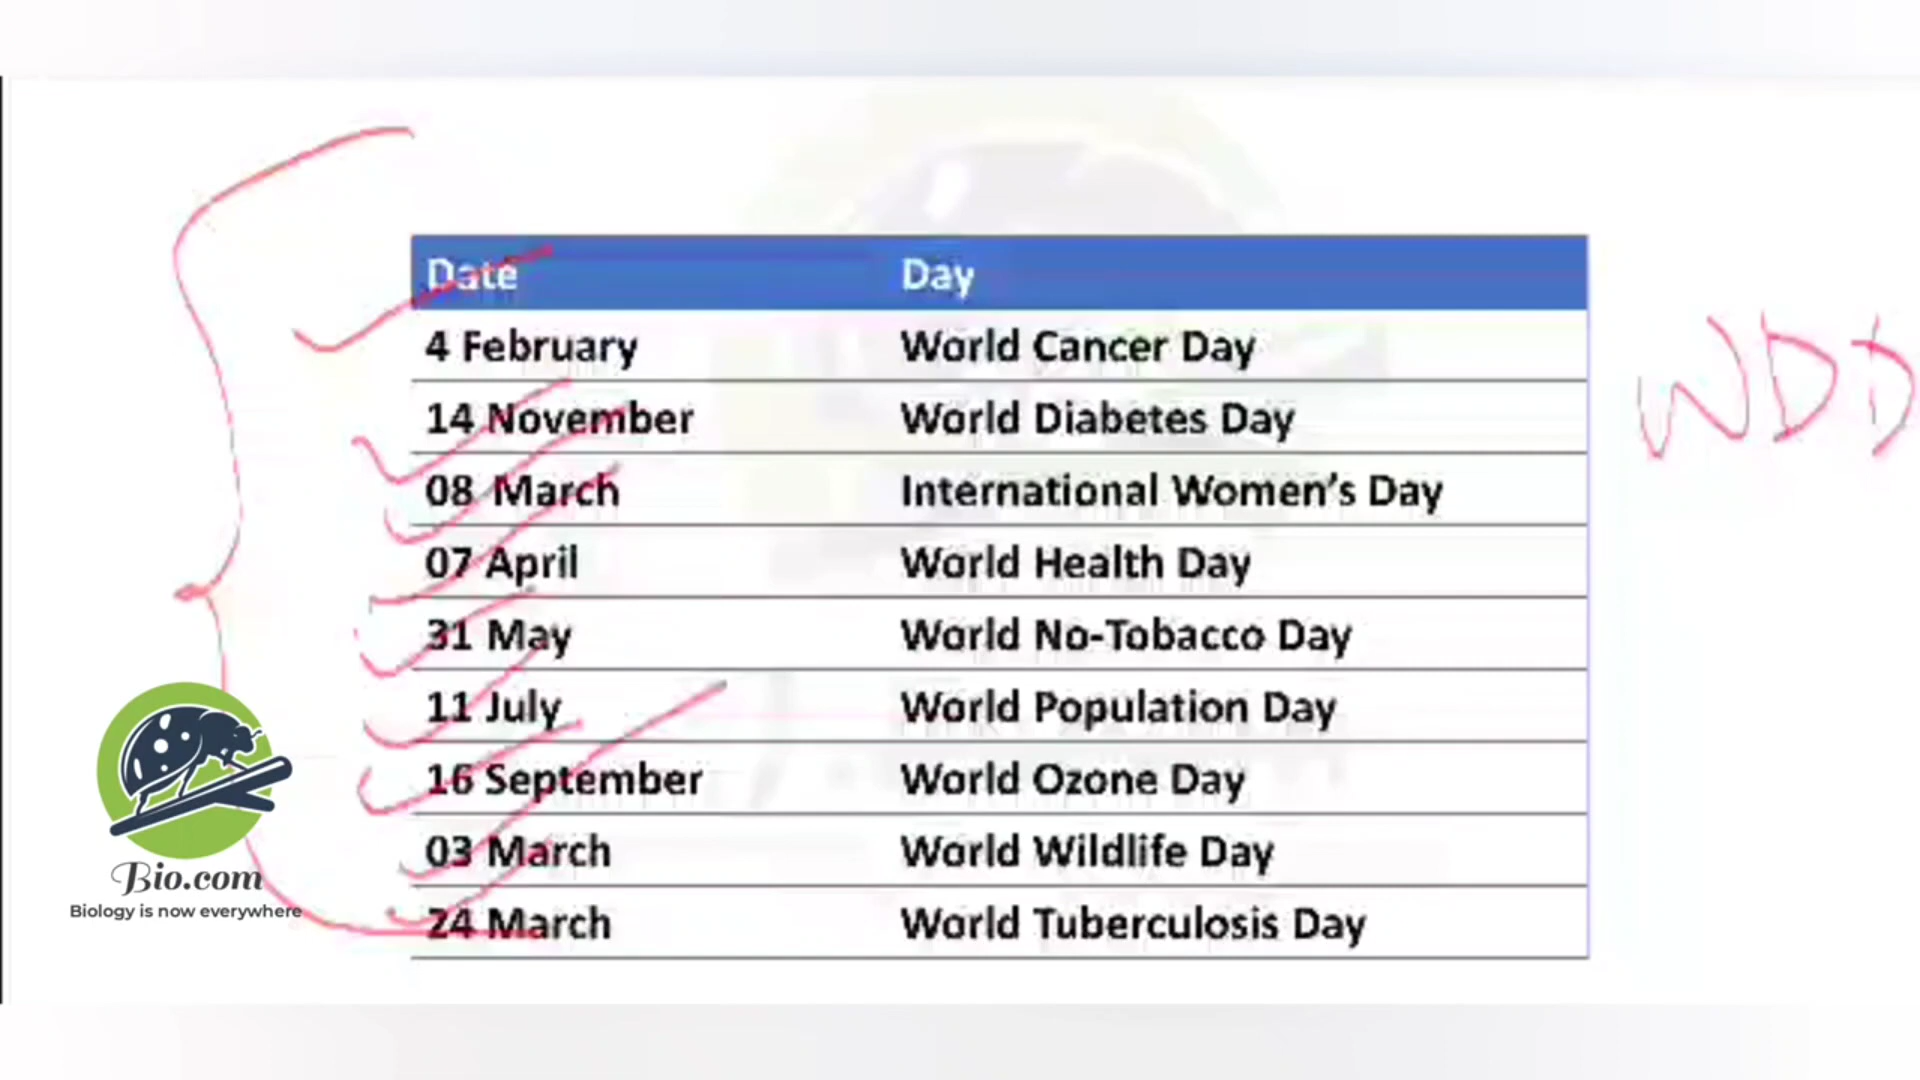 Date Day
4 February World Cancer Day
14 November World Diabetes Day
08 March International Women's Day
07 April World Health Day
31 May World No-Tobacco Day
11 July World Population Day
16 September World Ozone Day
03 March World Wildlife Day
24 March World Tuberculosis Day
WDD
Bio.com
Biology is now everywhere